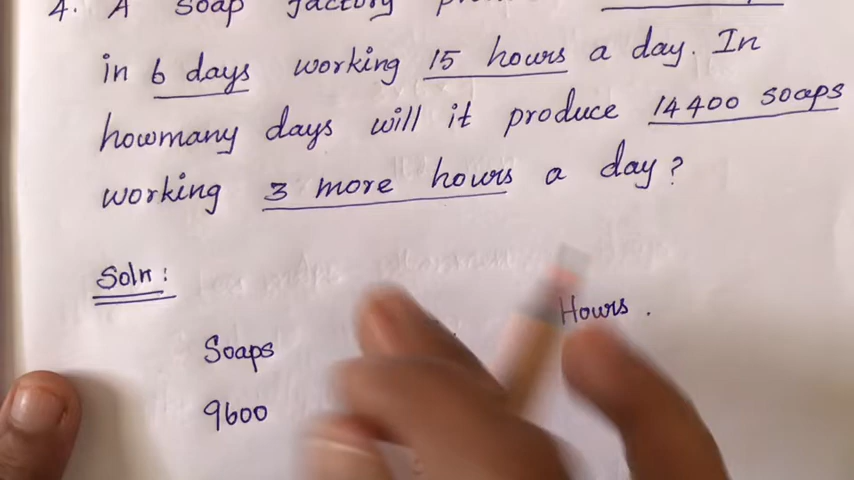 4. A soap factory
in 6 days working 15 hours a day. In
howmany days will it produce 14400 soaps
working 3 more hours a day?
Soln:
Hours.
Soaps
9600